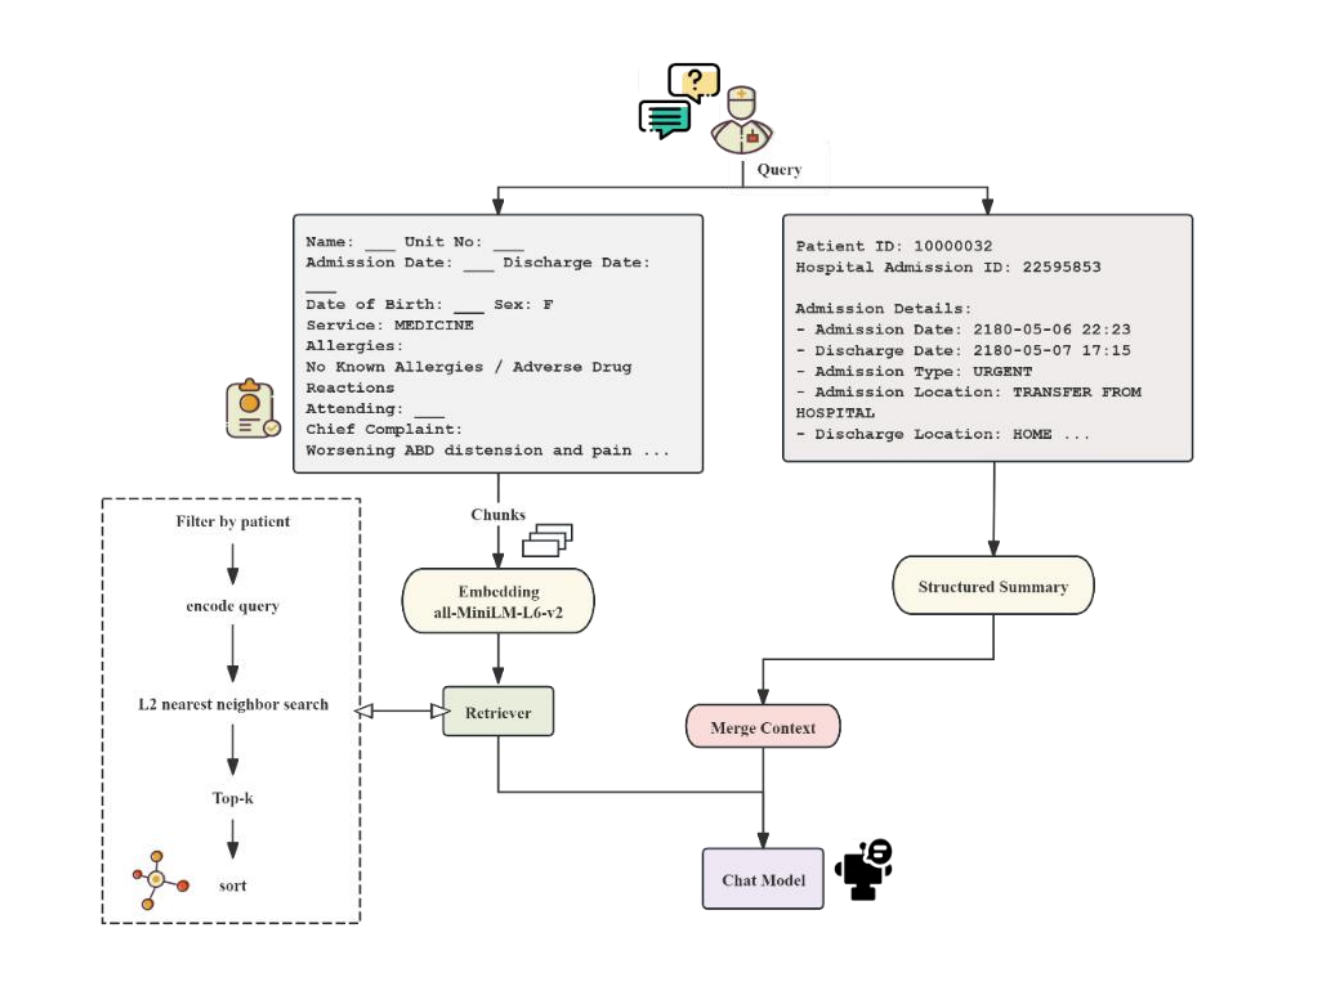 ?
Query
Name: ___ Unit No: ___
Admission Date: ___ Discharge Date:
___
Date of Birth: ___ Sex: F
Service: MEDICINE
Allergies:
No Known Allergies / Adverse Drug
Reactions
Attending: ___
Chief Complaint:
Worsening ABD distension and pain ...
Patient ID: 10000032
Hospital Admission ID: 22595853
Admission Details:
- Admission Date: 2180-05-06 22:23
- Discharge Date: 2180-05-07 17:15
- Admission Type: URGENT
- Admission Location: TRANSFER FROM
HOSPITAL
- Discharge Location: HOME ...
Chunks
Embedding
all-MiniLM-L6-v2
Retriever
Filter by patient
encode query
L2 nearest neighbor search
Top-k
sort
Structured Summary
Merge Context
Chat Model